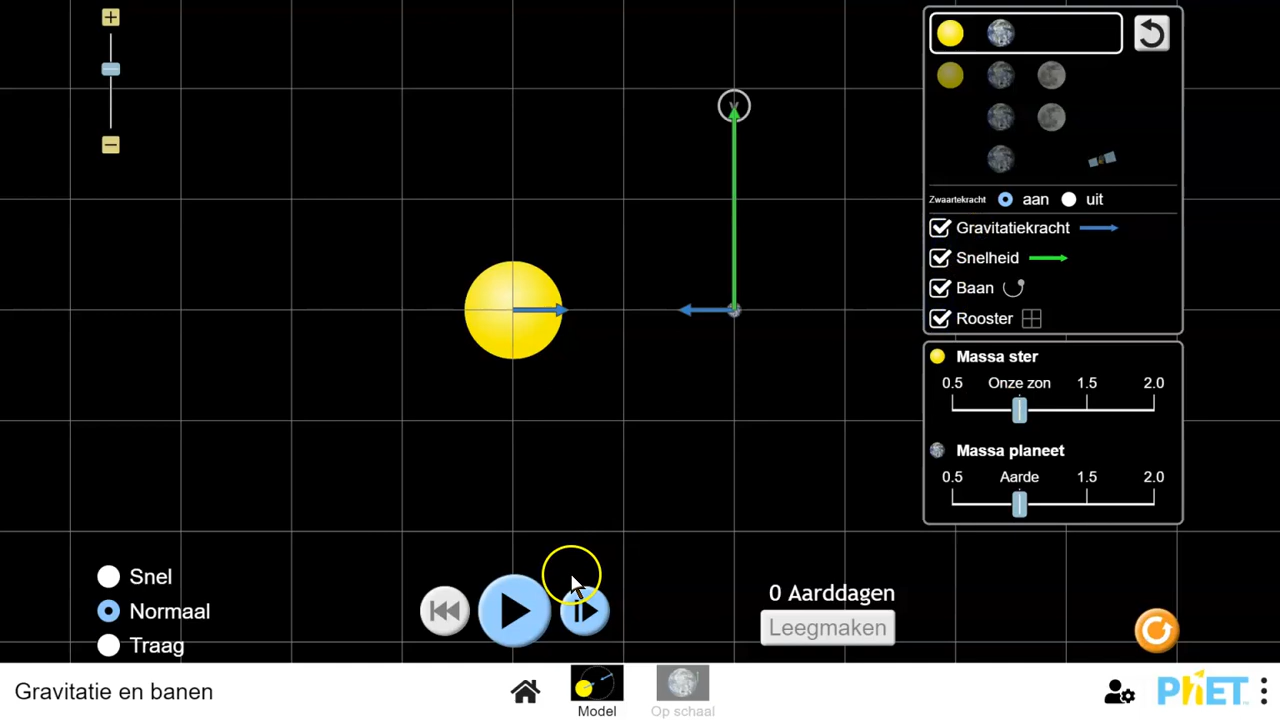 V
Zwaartekracht aan uit
Gravitatiekracht
Snelheid
Baan
Rooster
Massa ster
0.5 Onze zon 1.5 2.0
Massa planeet
0.5 Aarde 1.5 2.0
Snel
Normaal
Traag
0 Aarddagen
Leegmaken
Gravitatie en banen
Model
Op schaal
PhET